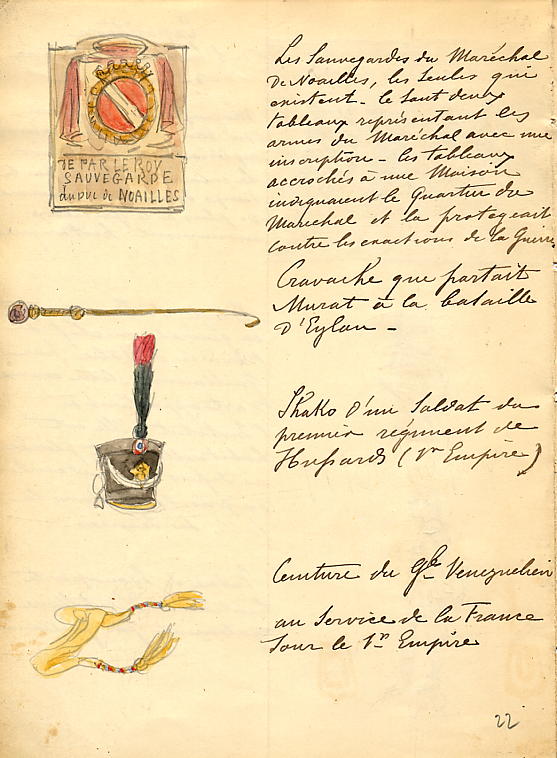 DE PAR LE ROY
SAUVEGARDE
du Duc de NOAILLES
Les Sauvegardes du Maréchal
De Noailles, les Seules qui
existent - le Sont deux
tableaux représentant les
armes du Maréchal avec une
inscription - les tableaux
accrochés à une Maison
indiquaient le Quartier du
Maréchal et la protégeait
contre les exactions de la Guerre
Cravache que portait
Murat à la bataille
D'Eylau -
Shako D'un Soldat du
premier régiment de
Hussards (1er Empire)
Ceinture du Gal Venezuelien
au Service de la France
Sous le 1er Empire
22